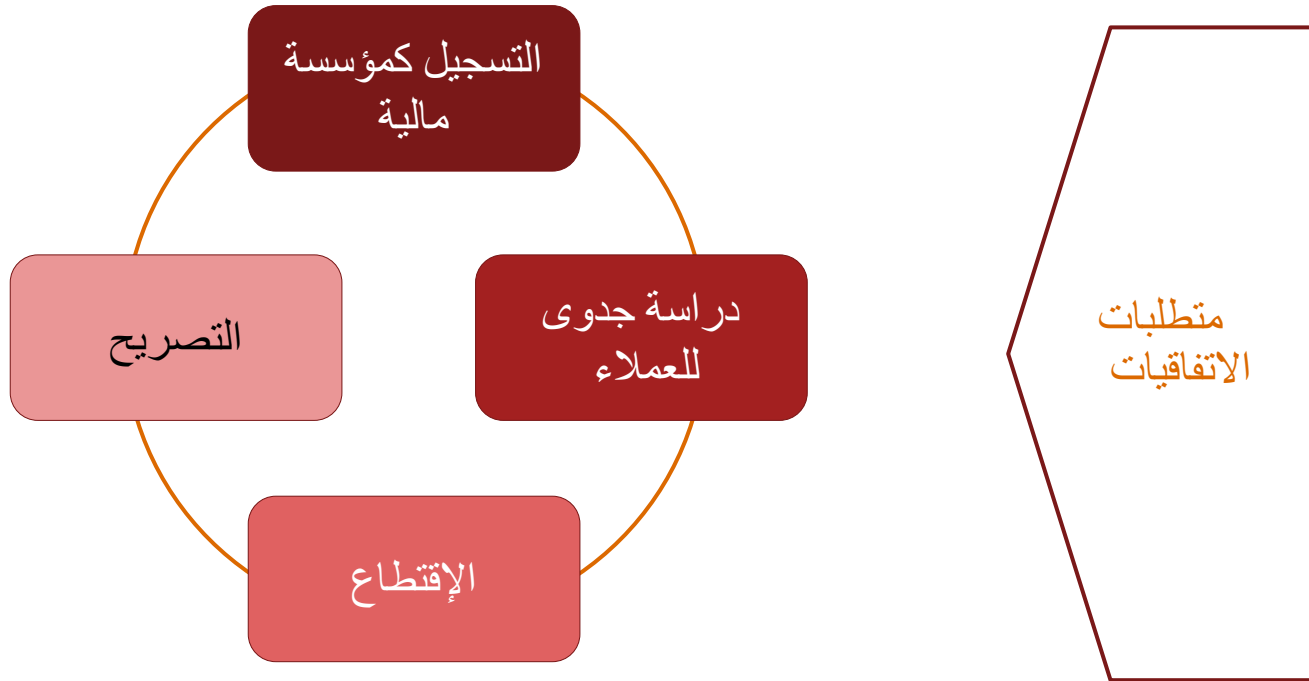 متطلبات
الاتفاقيات
التسجيل كمؤسسة
مالية
دراسة جدوى
للعملاء
الإقتطاع
التصريح